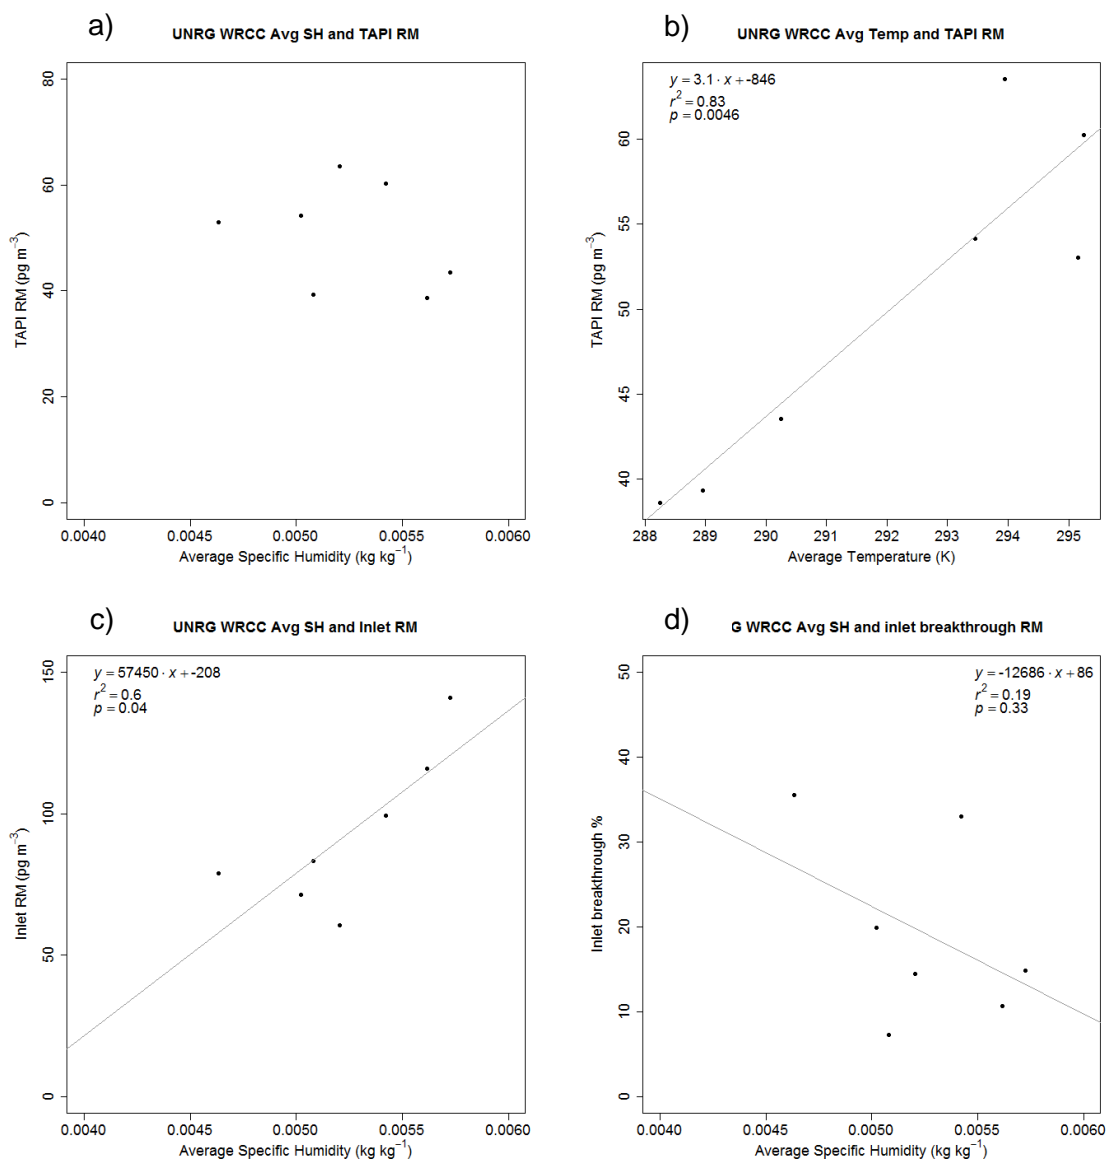 a)
UNRG WRCC Avg SH and TAPI RM
80
60
40
20
0
TAPI RM (pg m⁻³)
0.0040 0.0045 0.0050 0.0055 0.0060
Average Specific Humidity (kg kg⁻¹)
b)
UNRG WRCC Avg Temp and TAPI RM
y = 3.1 · x + -846
r² = 0.83
p = 0.0046
60
55
50
45
40
TAPI RM (pg m⁻³)
288 289 290 291 292 293 294 295
Average Temperature (K)
c)
UNRG WRCC Avg SH and Inlet RM
y = 57450 · x + -208
r² = 0.6
p = 0.04
150
100
50
0
Inlet RM (pg m⁻³)
0.0040 0.0045 0.0050 0.0055 0.0060
Average Specific Humidity (kg kg⁻¹)
d)
G WRCC Avg SH and inlet breakthrough RM
y = -12686 · x + 86
r² = 0.19
p = 0.33
50
40
30
20
10
0
Inlet breakthrough %
0.0040 0.0045 0.0050 0.0055 0.0060
Average Specific Humidity (kg kg⁻¹)